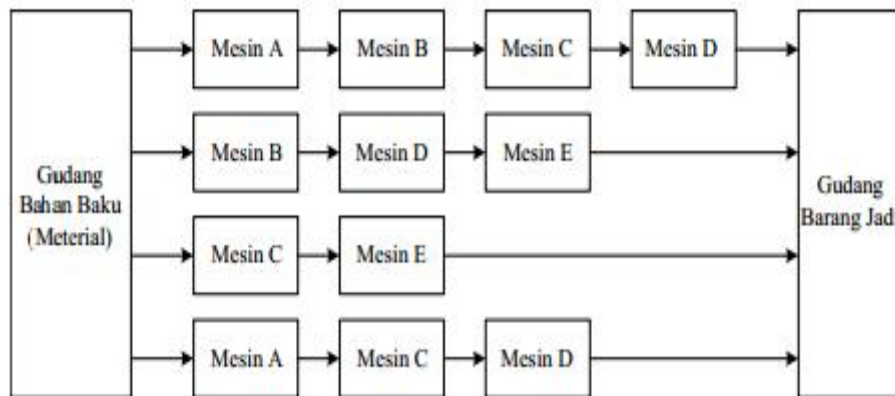 Mesin A
Mesin B
Mesin C
Mesin D
Mesin B
Mesin D
Mesin E
Gudang
Bahan Baku
(Meterial)
Gudang
Barang Jad
Mesin C
Mesin E
Mesin A
Mesin C
Mesin D